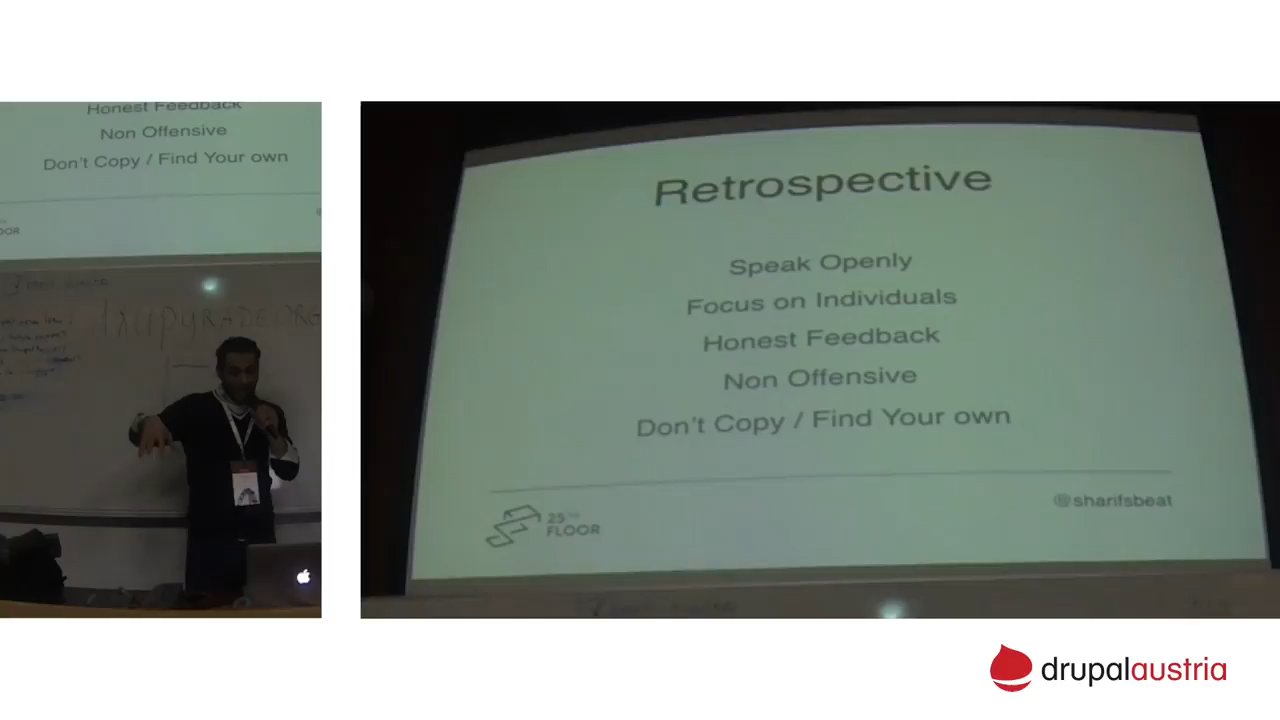 Honest Feedback
Non Offensive
Don't Copy / Find Your own
Retrospective
Speak Openly
Focus on Individuals
Honest Feedback
Non Offensive
Don't Copy / Find Your own
25TH
FLOOR
@sharifsbeat
drupalaustria